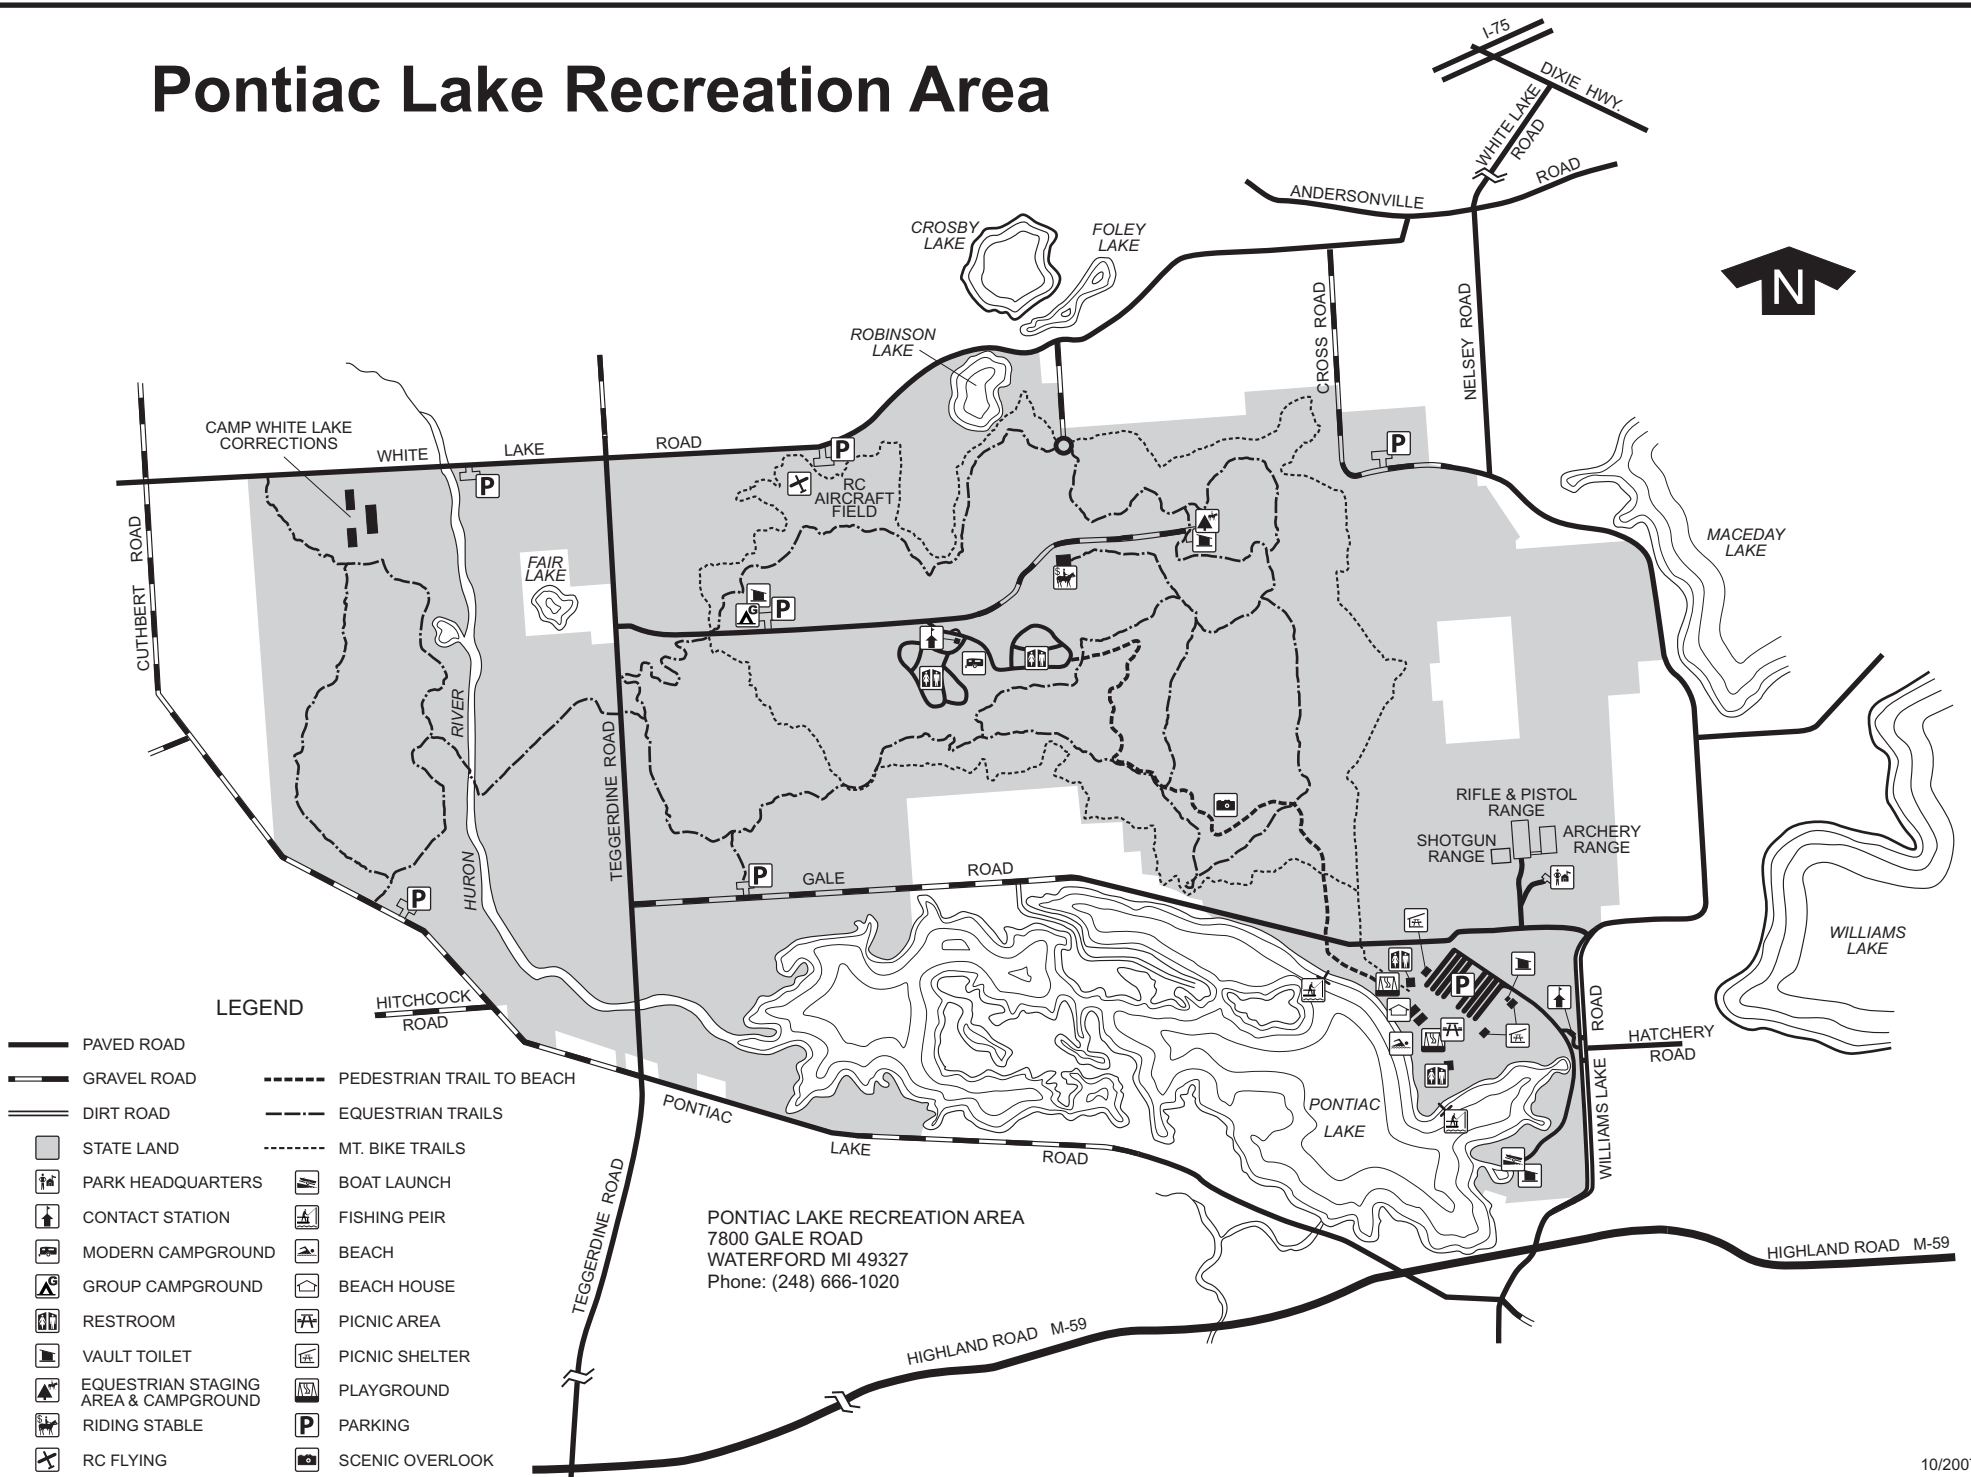 Pontiac Lake Recreation Area
I-75
DIXIE HWY.
WHITE LAKE
ROAD
ANDERSONVILLE
ROAD
CROSBY
LAKE
FOLEY
LAKE
N
ROBINSON
LAKE
CROSS ROAD
NELSEY ROAD
CAMP WHITE LAKE
CORRECTIONS
WHITE
LAKE
ROAD
P
P
P
RC
AIRCRAFT
FIELD
MACEDAY
LAKE
CUTHBERT ROAD
FAIR
LAKE
$
G
P
RIVER
HURON
TEGGERDINE ROAD
RIFLE & PISTOL
RANGE
SHOTGUN
RANGE
ARCHERY
RANGE
P
GALE
ROAD
P
WILLIAMS
LAKE
P
HITCHCOCK
ROAD
WILLIAMS LAKE ROAD
HATCHERY
ROAD
PONTIAC
LAKE
PONTIAC
LAKE
ROAD
TEGGERDINE ROAD
LEGEND
PAVED ROAD
GRAVEL ROAD
DIRT ROAD
STATE LAND
PARK HEADQUARTERS
CONTACT STATION
MODERN CAMPGROUND
G
GROUP CAMPGROUND
RESTROOM
VAULT TOILET
EQUESTRIAN STAGING
AREA & CAMPGROUND
$
RIDING STABLE
RC FLYING
PEDESTRIAN TRAIL TO BEACH
EQUESTRIAN TRAILS
MT. BIKE TRAILS
BOAT LAUNCH
FISHING PEIR
BEACH
BEACH HOUSE
PICNIC AREA
PICNIC SHELTER
PLAYGROUND
P
PARKING
SCENIC OVERLOOK
PONTIAC LAKE RECREATION AREA
7800 GALE ROAD
WATERFORD MI 49327
Phone: (248) 666-1020
HIGHLAND ROAD M-59
HIGHLAND ROAD M-59
10/2007